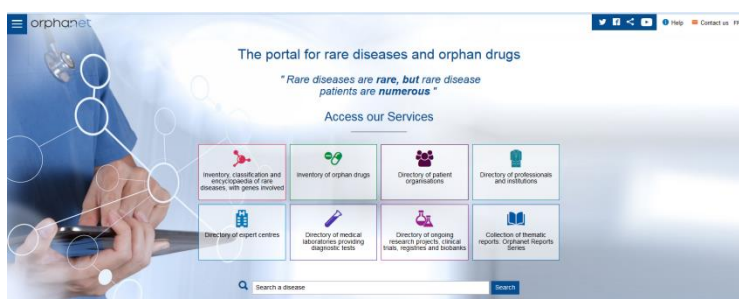 orphanet
Help
Contact us
The portal for rare diseases and orphan drugs
" Rare diseases are rare, but rare disease
patients are numerous "
Access our Services
Inventory, classification and
encyclopaedia of rare
diseases, with genes involved
Inventory of orphan drugs
Directory of patient
organisations
Directory of professionals
and institutions
Directory of expert centres
Directory of medical
laboratories providing
diagnostic tests
Directory of ongoing
research projects, clinical
trials, registries and biobanks
Collection of thematic
reports: Orphanet Reports
Series
Search a disease
Search